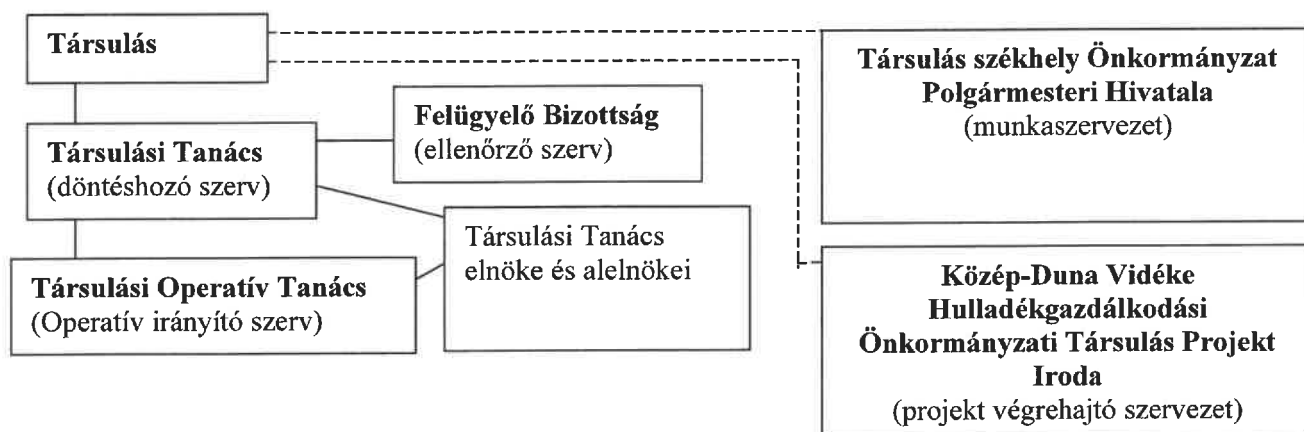 Társulás
Társulási Tanács
(döntéshozó szerv)
Felügyelő Bizottság
(ellenőrző szerv)
Társulási Tanács
elnöke és alelnökei
Társulási Operatív Tanács
(Operatív irányító szerv)
Társulás székhely Önkormányzat
Polgármesteri Hivatala
(munkaszervezet)
Közép-Duna Vidéke
Hulladékgazdálkodási
Önkormányzati Társulás Projekt
Iroda
(projekt végrehajtó szervezet)